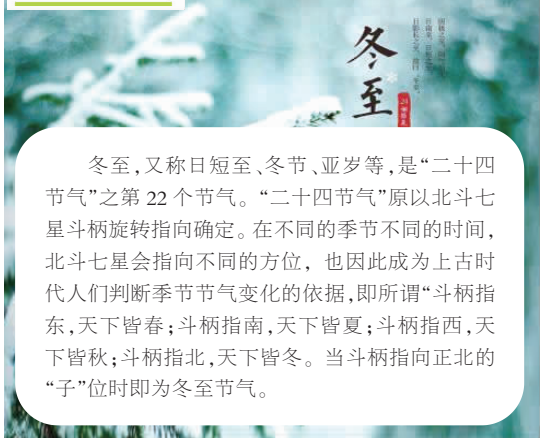 冬至
冬至,又称日短至、冬节、亚岁等,是“二十四
节气”之第 22 个节气。“二十四节气”原以北斗七
星斗柄旋转指向确定。在不同的季节不同的时间,
北斗七星会指向不同的方位, 也因此成为上古时
代人们判断季节节气变化的依据,即所谓“斗柄指
东,天下皆春;斗柄指南,天下皆夏;斗柄指西,天
下皆秋;斗柄指北,天下皆冬。当斗柄指向正北的
“子”位时即为冬至节气。